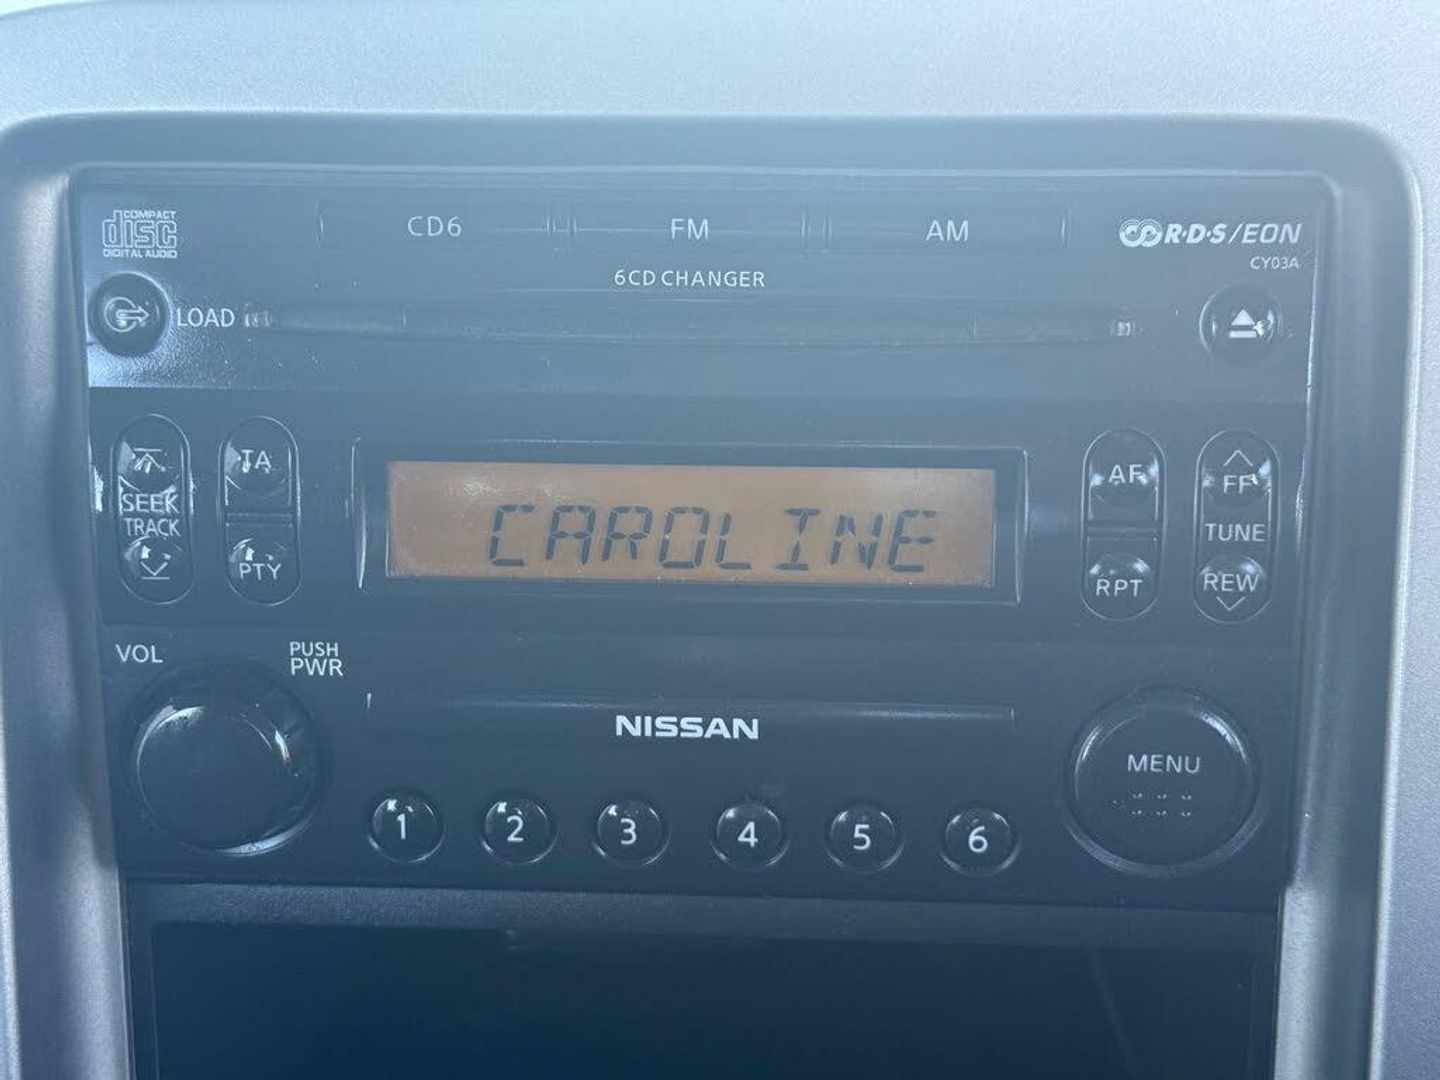 COMPACT
disc
DIGITAL AUDIO
CD6 FM AM
R·D·S/EON
CY03A
6CD CHANGER
LOAD
SEEK
TRACK
TA
PTY
CAROLINE
AF
RPT
FF
TUNE
REW
VOL
PUSH
PWR
NISSAN
MENU
1 2 3 4 5 6